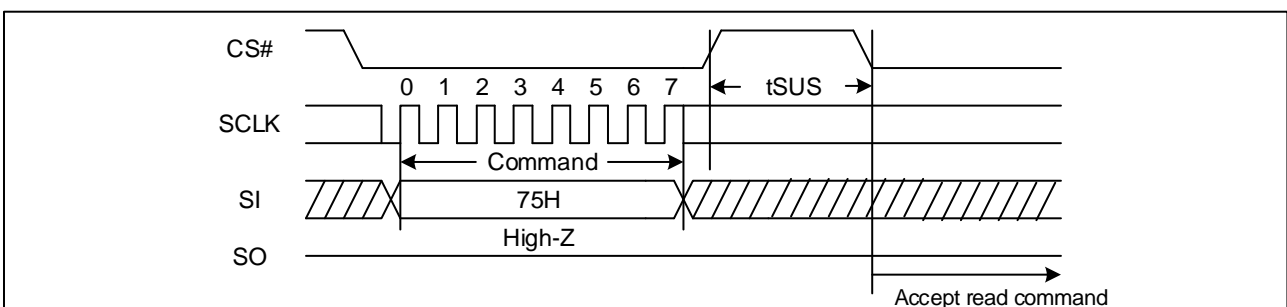 CS#
0 1 2 3 4 5 6 7
tSUS
SCLK
Command
SI
75H
High-Z
SO
Accept read command